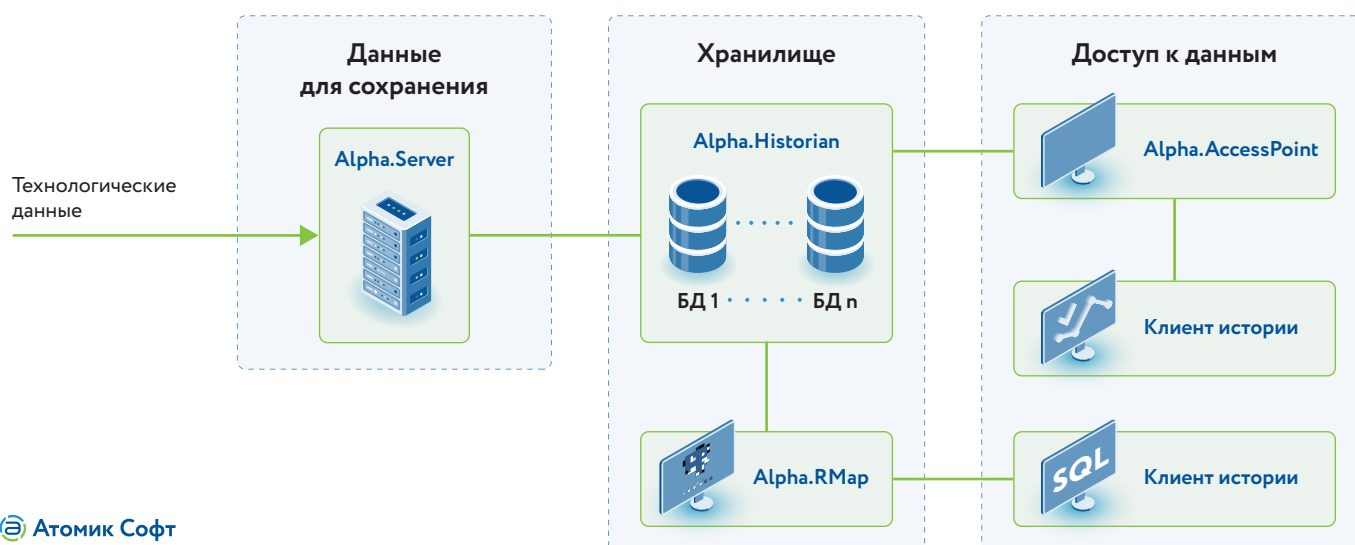 Данные
для сохранения
Хранилище
Доступ к данным
Alpha.Server
Alpha.Historian
Alpha.AccessPoint
Технологические
данные
БД 1 · · · · · БД n
Клиент истории
Alpha.RMap
SQL
Клиент истории
Атомик Софт